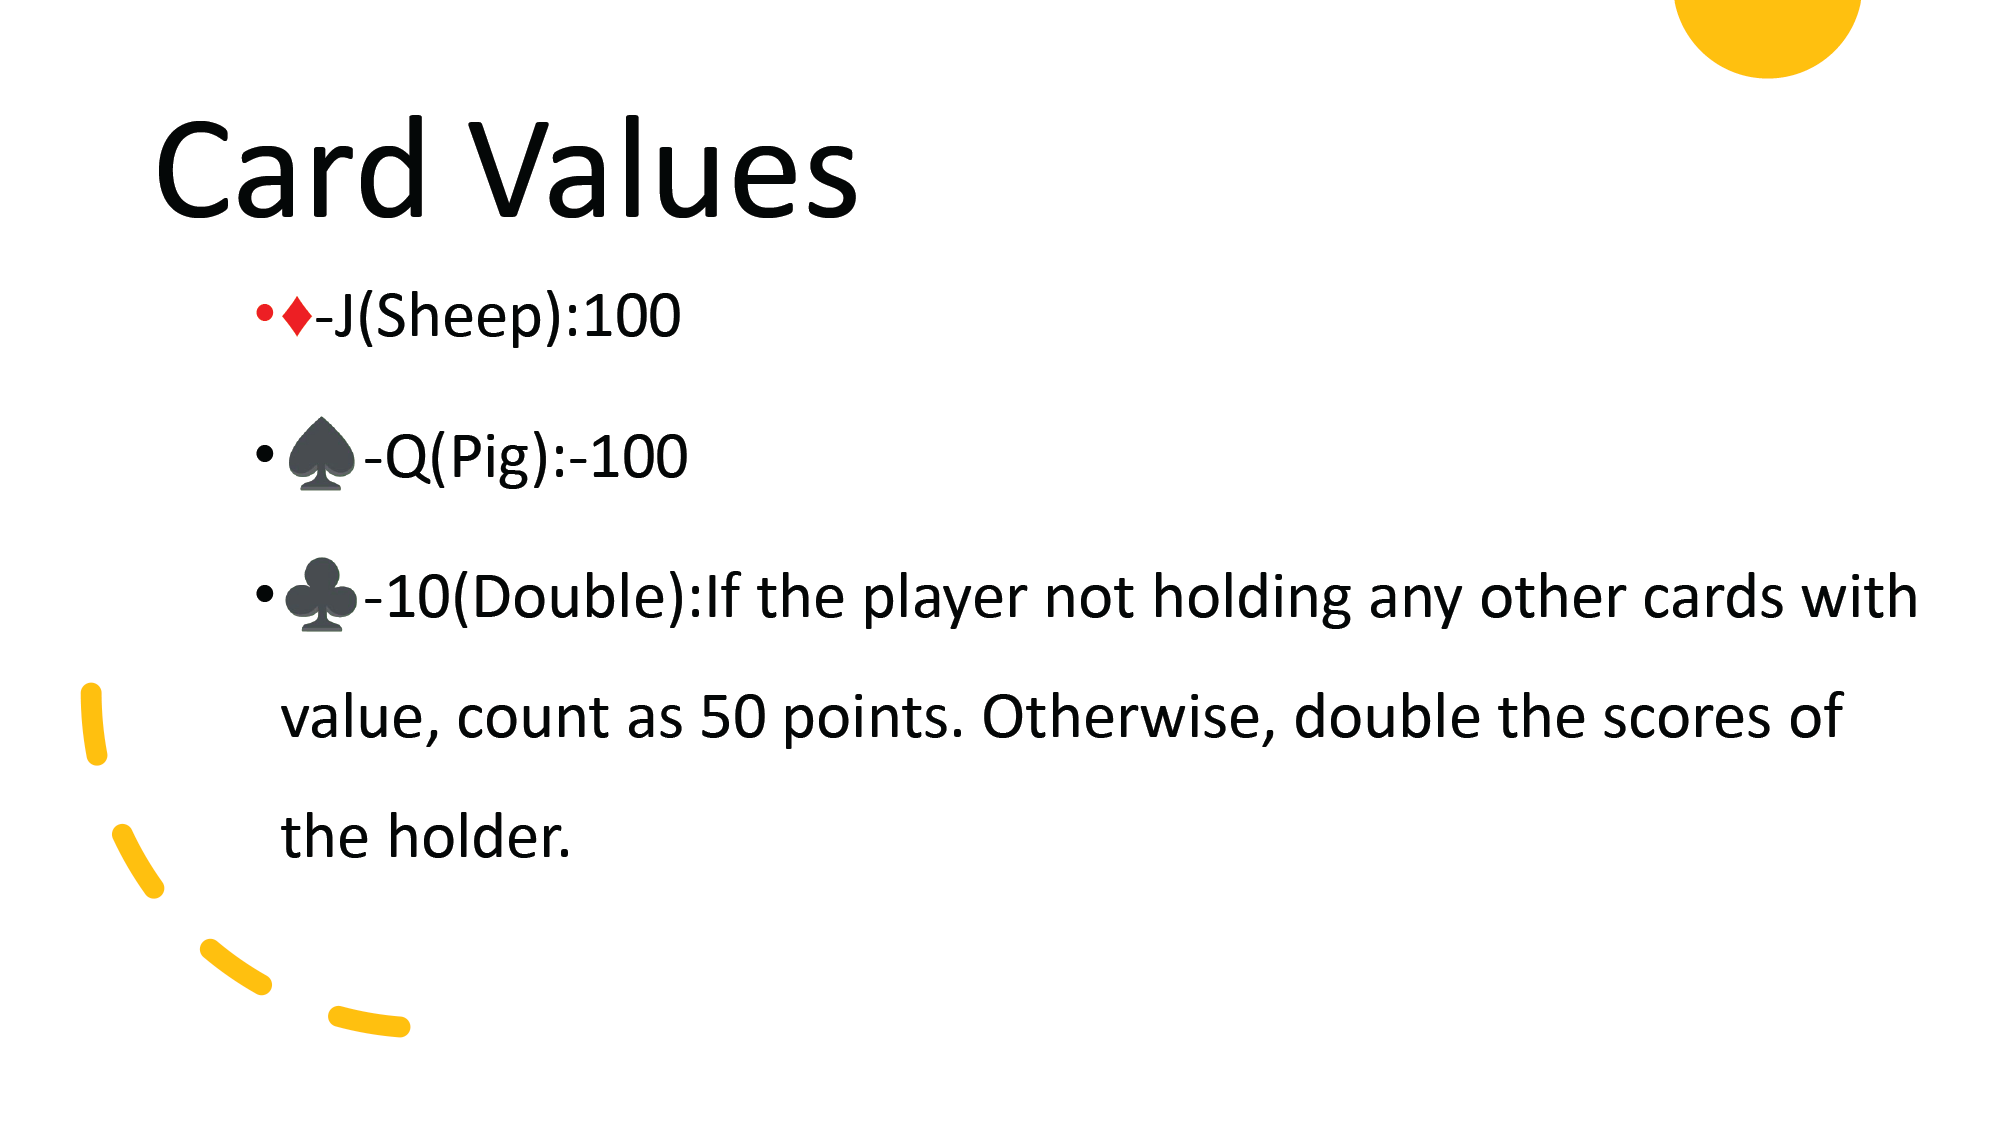 Card Values
•♦-J(Sheep):100
•♠-Q(Pig):-100
•♣-10(Double):If the player not holding any other cards with
value, count as 50 points. Otherwise, double the scores of
the holder.